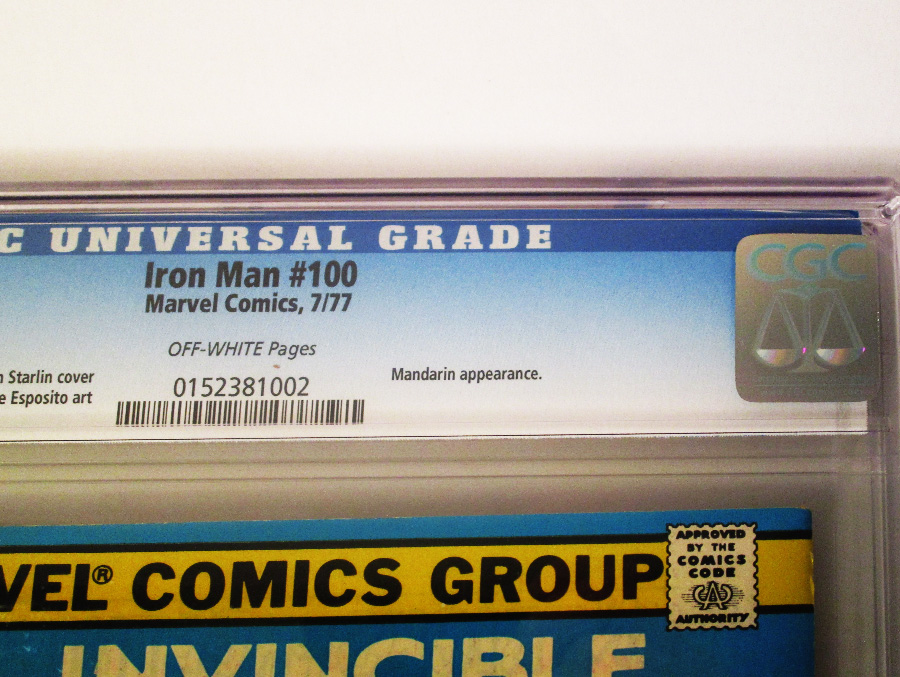 C UNIVERSAL GRADE
CGC
Iron Man #100
Marvel Comics, 7/77
OFF-WHITE Pages
n Starlin cover
e Esposito art
0152381002
Mandarin appearance.
VEL® COMICS GROUP
APPROVED
BY THE
COMICS
CODE
AUTHORITY
INVINCIBLE